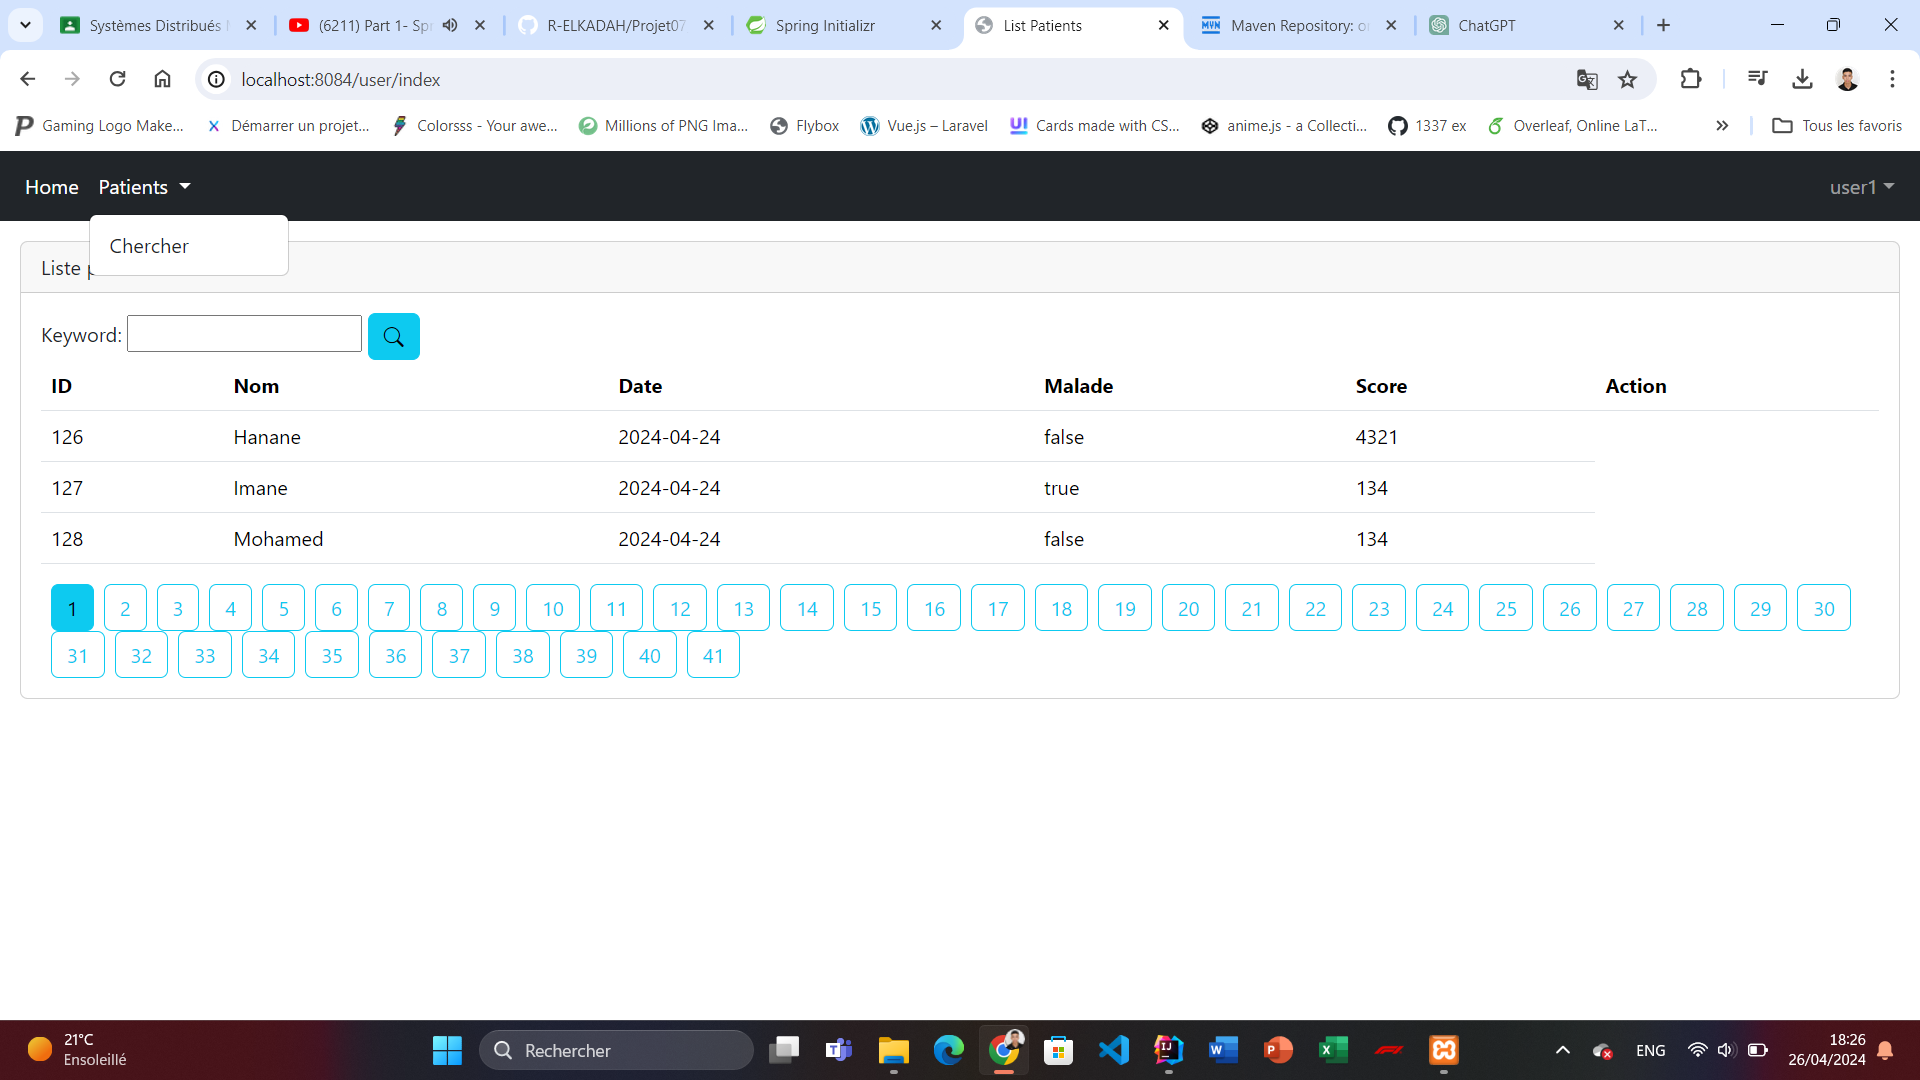 Systèmes Distribués
(6211) Part 1- Spr
R-ELKADAH/Projet07
Spring Initializr
List Patients
Maven Repository: o
ChatGPT
localhost:8084/user/index
Gaming Logo Make...
Démarrer un projet...
Colorsss - Your awe...
Millions of PNG Ima...
Flybox
Vue.js – Laravel
Cards made with CS...
anime.js - a Collecti...
1337 ex
Overleaf, Online LaT...
Tous les favoris
Home Patients user1
Chercher
Liste p
Keyword:
ID Nom Date Malade Score Action
126 Hanane 2024-04-24 false 4321
127 Imane 2024-04-24 true 134
128 Mohamed 2024-04-24 false 134
1 2 3 4 5 6 7 8 9 10 11 12 13 14 15 16 17 18 19 20 21 22 23 24 25 26 27 28 29 30
31 32 33 34 35 36 37 38 39 40 41
21°C
Ensoleillé
Rechercher
ENG
18:26
26/04/2024